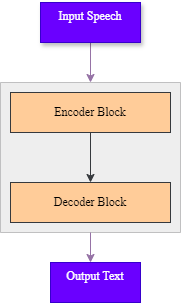 Input Speech
Encoder Block
Decoder Block
Output Text